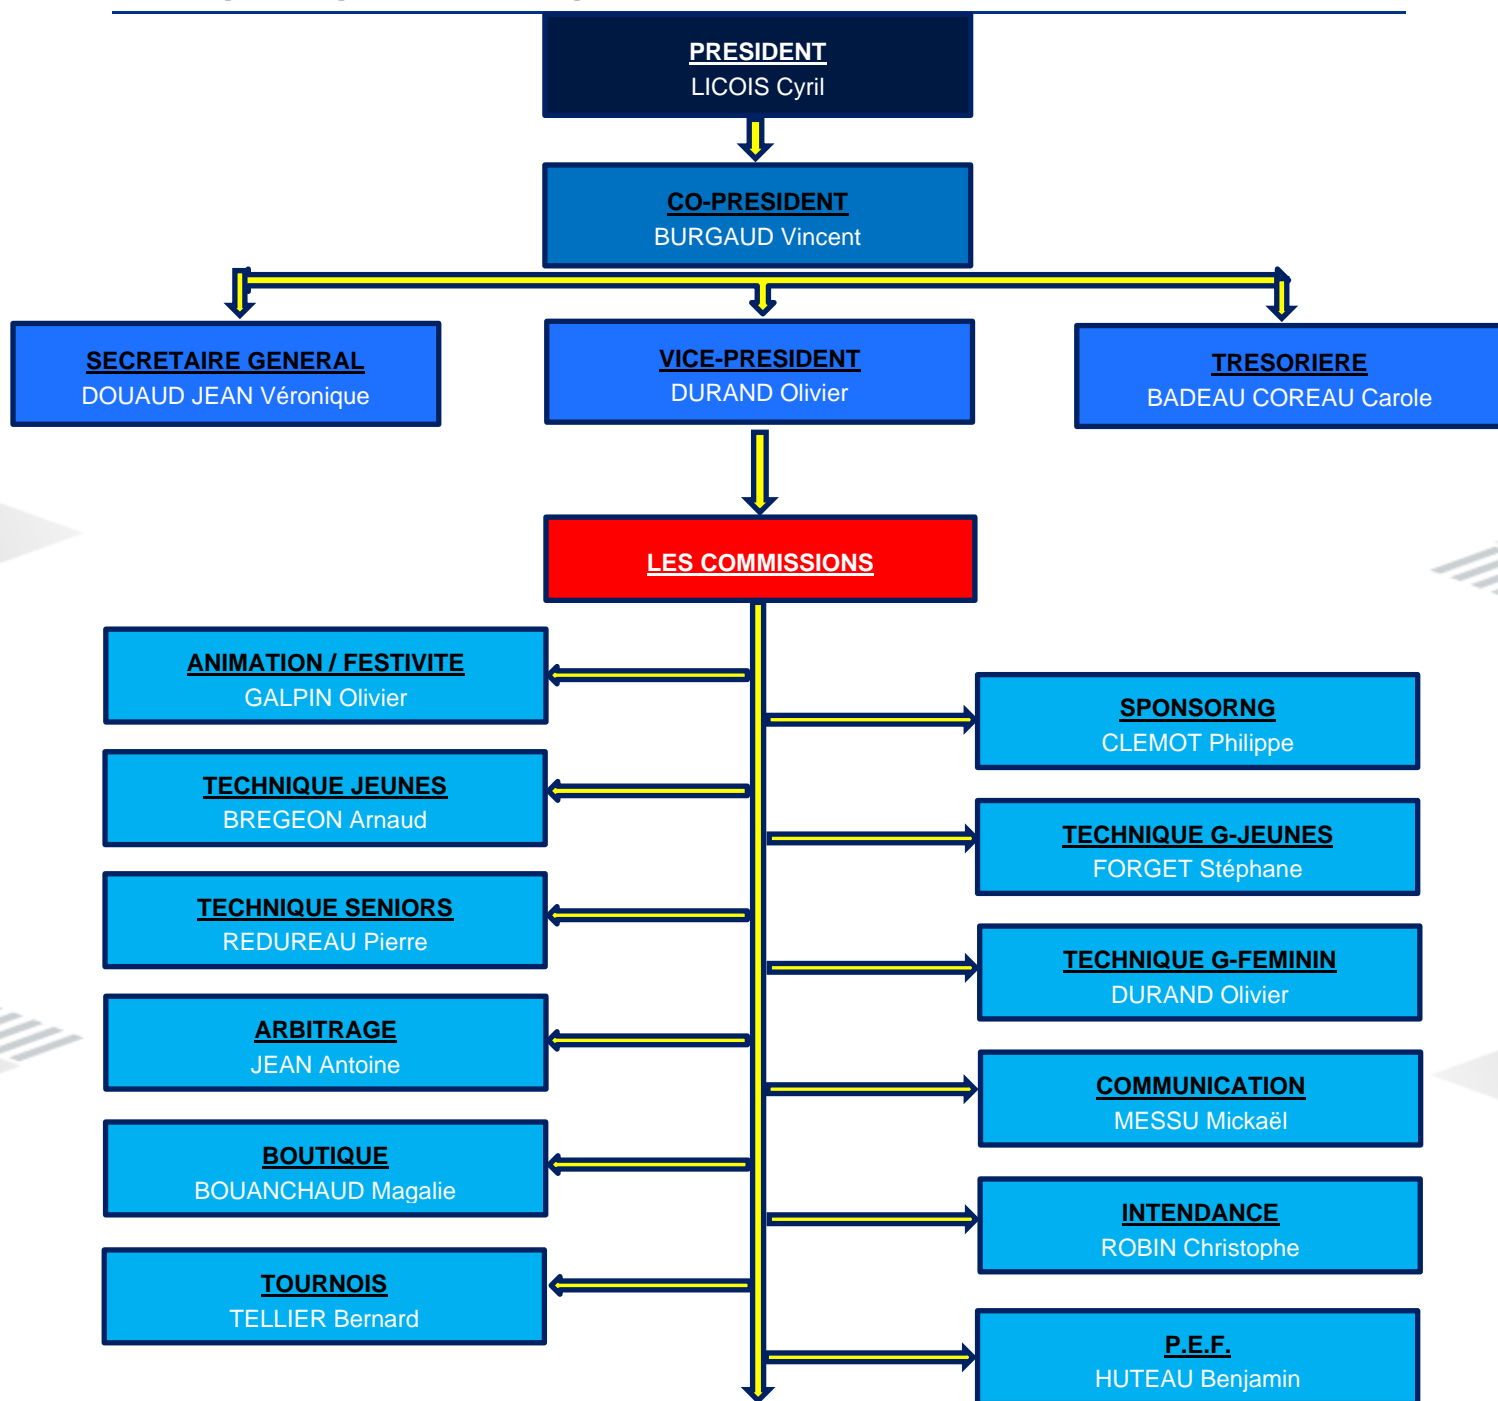 PRESIDENT
LICOIS Cyril
CO-PRESIDENT
BURGAUD Vincent
SECRETAIRE GENERAL
DOUAUD JEAN Véronique
VICE-PRESIDENT
DURAND Olivier
TRESORIERE
BADEAU COREAU Carole
LES COMMISSIONS
ANIMATION / FESTIVITE
GALPIN Olivier
SPONSORNG
CLEMOT Philippe
TECHNIQUE JEUNES
BREGEON Arnaud
TECHNIQUE G-JEUNES
FORGET Stéphane
TECHNIQUE SENIORS
REDUREAU Pierre
TECHNIQUE G-FEMININ
DURAND Olivier
ARBITRAGE
JEAN Antoine
COMMUNICATION
MESSU Mickaël
BOUTIQUE
BOUANCHAUD Magalie
INTENDANCE
ROBIN Christophe
TOURNOIS
TELLIER Bernard
P.E.F.
HUTEAU Benjamin